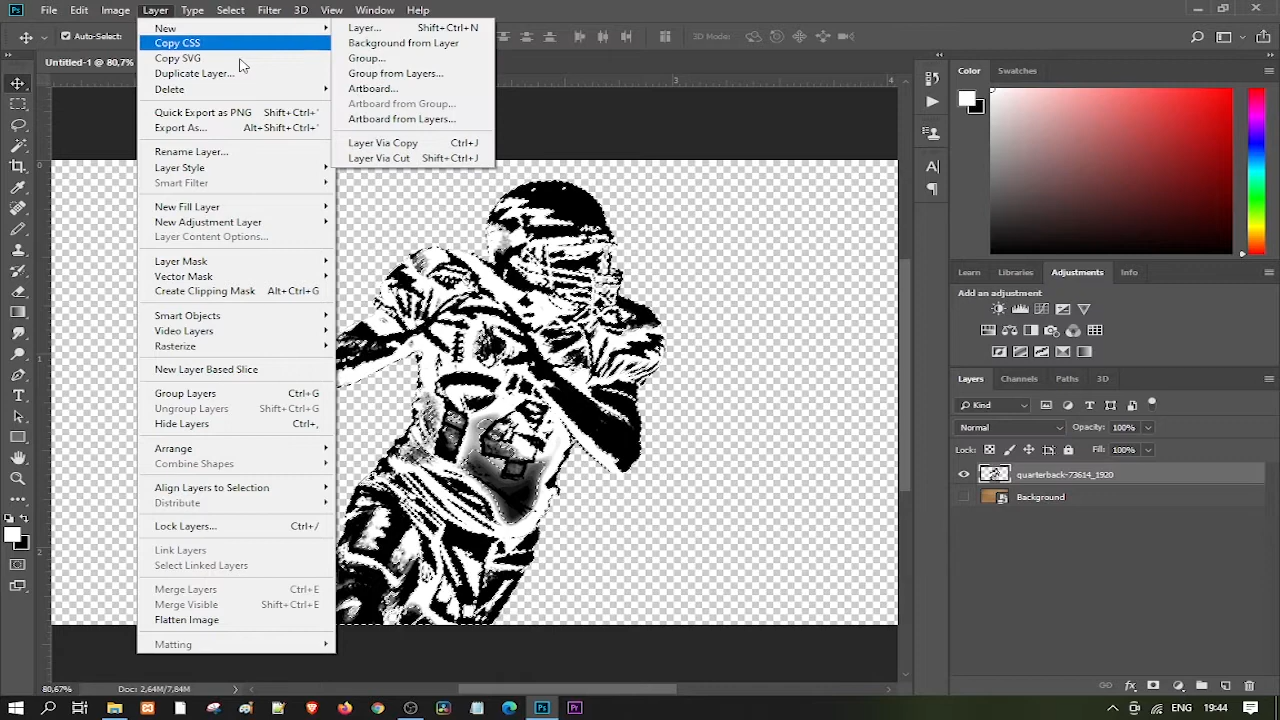 Ps File Edit Image Layer Type Select Filter 3D View Window Help
Auto-Select:
3D Mode:
Untitled-1 @ 80,7%
3
4
0
1
2
New
Copy CSS
Copy SVG
Duplicate Layer...
Delete
Quick Export as PNG Shift+Ctrl+'
Export As... Alt+Shift+Ctrl+'
Rename Layer...
Layer Style
Smart Filter
New Fill Layer
New Adjustment Layer
Layer Content Options...
Layer Mask
Vector Mask
Create Clipping Mask Alt+Ctrl+G
Smart Objects
Video Layers
Rasterize
New Layer Based Slice
Group Layers Ctrl+G
Ungroup Layers Shift+Ctrl+G
Hide Layers Ctrl+,
Arrange
Combine Shapes
Align Layers to Selection
Distribute
Lock Layers... Ctrl+/
Link Layers
Select Linked Layers
Merge Layers Ctrl+E
Merge Visible Shift+Ctrl+E
Flatten Image
Matting
Layer... Shift+Ctrl+N
Background from Layer
Group...
Group from Layers...
Artboard...
Artboard from Group...
Artboard from Layers...
Layer Via Copy Ctrl+J
Layer Via Cut Shift+Ctrl+J
Color Swatches
Learn Libraries Adjustments Info
Add an adjustment
Layers Channels Paths 3D
Kind
Normal Opacity: 100%
Lock: Fill: 100%
quarterback-73614_1920
Background
80,67% Doc: 2,64M/7,84M
Ps Pr ENG 19:44